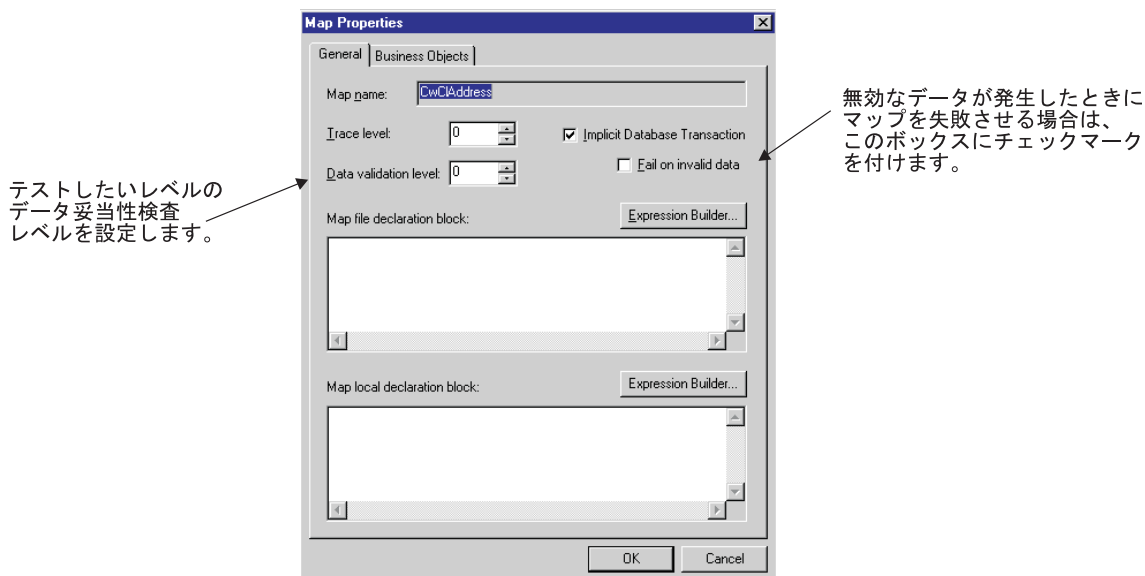 Map Properties
General
Business Objects
Map name:
CwClAddress
Trace level:
0
Implicit Database Transaction
Fail on invalid data
Data validation level:
0
無効なデータが発生したときに
マップを失敗させる場合は、
このボックスにチェックマーク
を付けます。
テストしたいレベルの
データ妥当性検査
レベルを設定します。
Map file declaration block:
Expression Builder...
Map local declaration block:
Expression Builder...
OK
Cancel